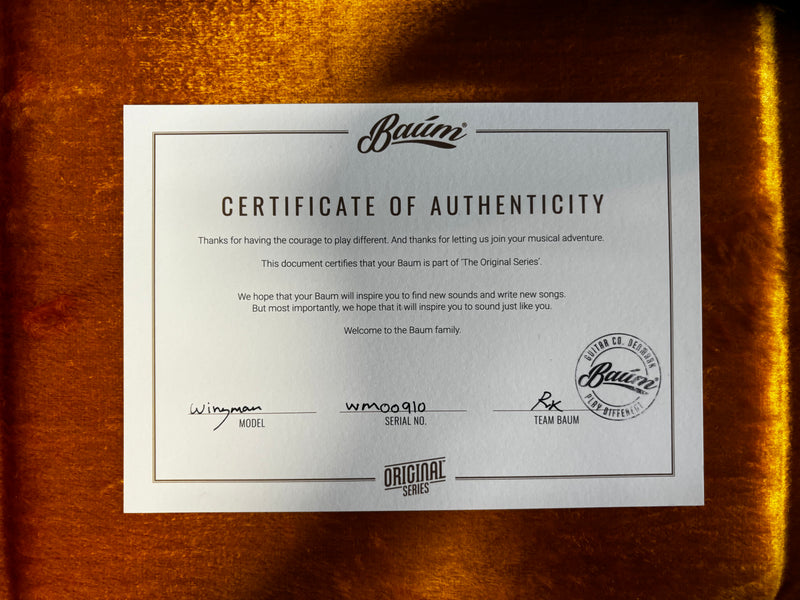 Baum®
CERTIFICATE OF AUTHENTICITY
Thanks for having the courage to play different. And thanks for letting us join your musical adventure.
This document certifies that your Baum is part of 'The Original Series'.
We hope that your Baum will inspire you to find new sounds and write new songs.
But most importantly, we hope that it will inspire you to sound just like you.
Welcome to the Baum family.
GUITAR CO. DENMARK
Baum
PLAY DIFFERENT
Wingman
WM00910
MODEL
SERIAL NO.
TEAM BAUM
ORIGINAL
SERIES